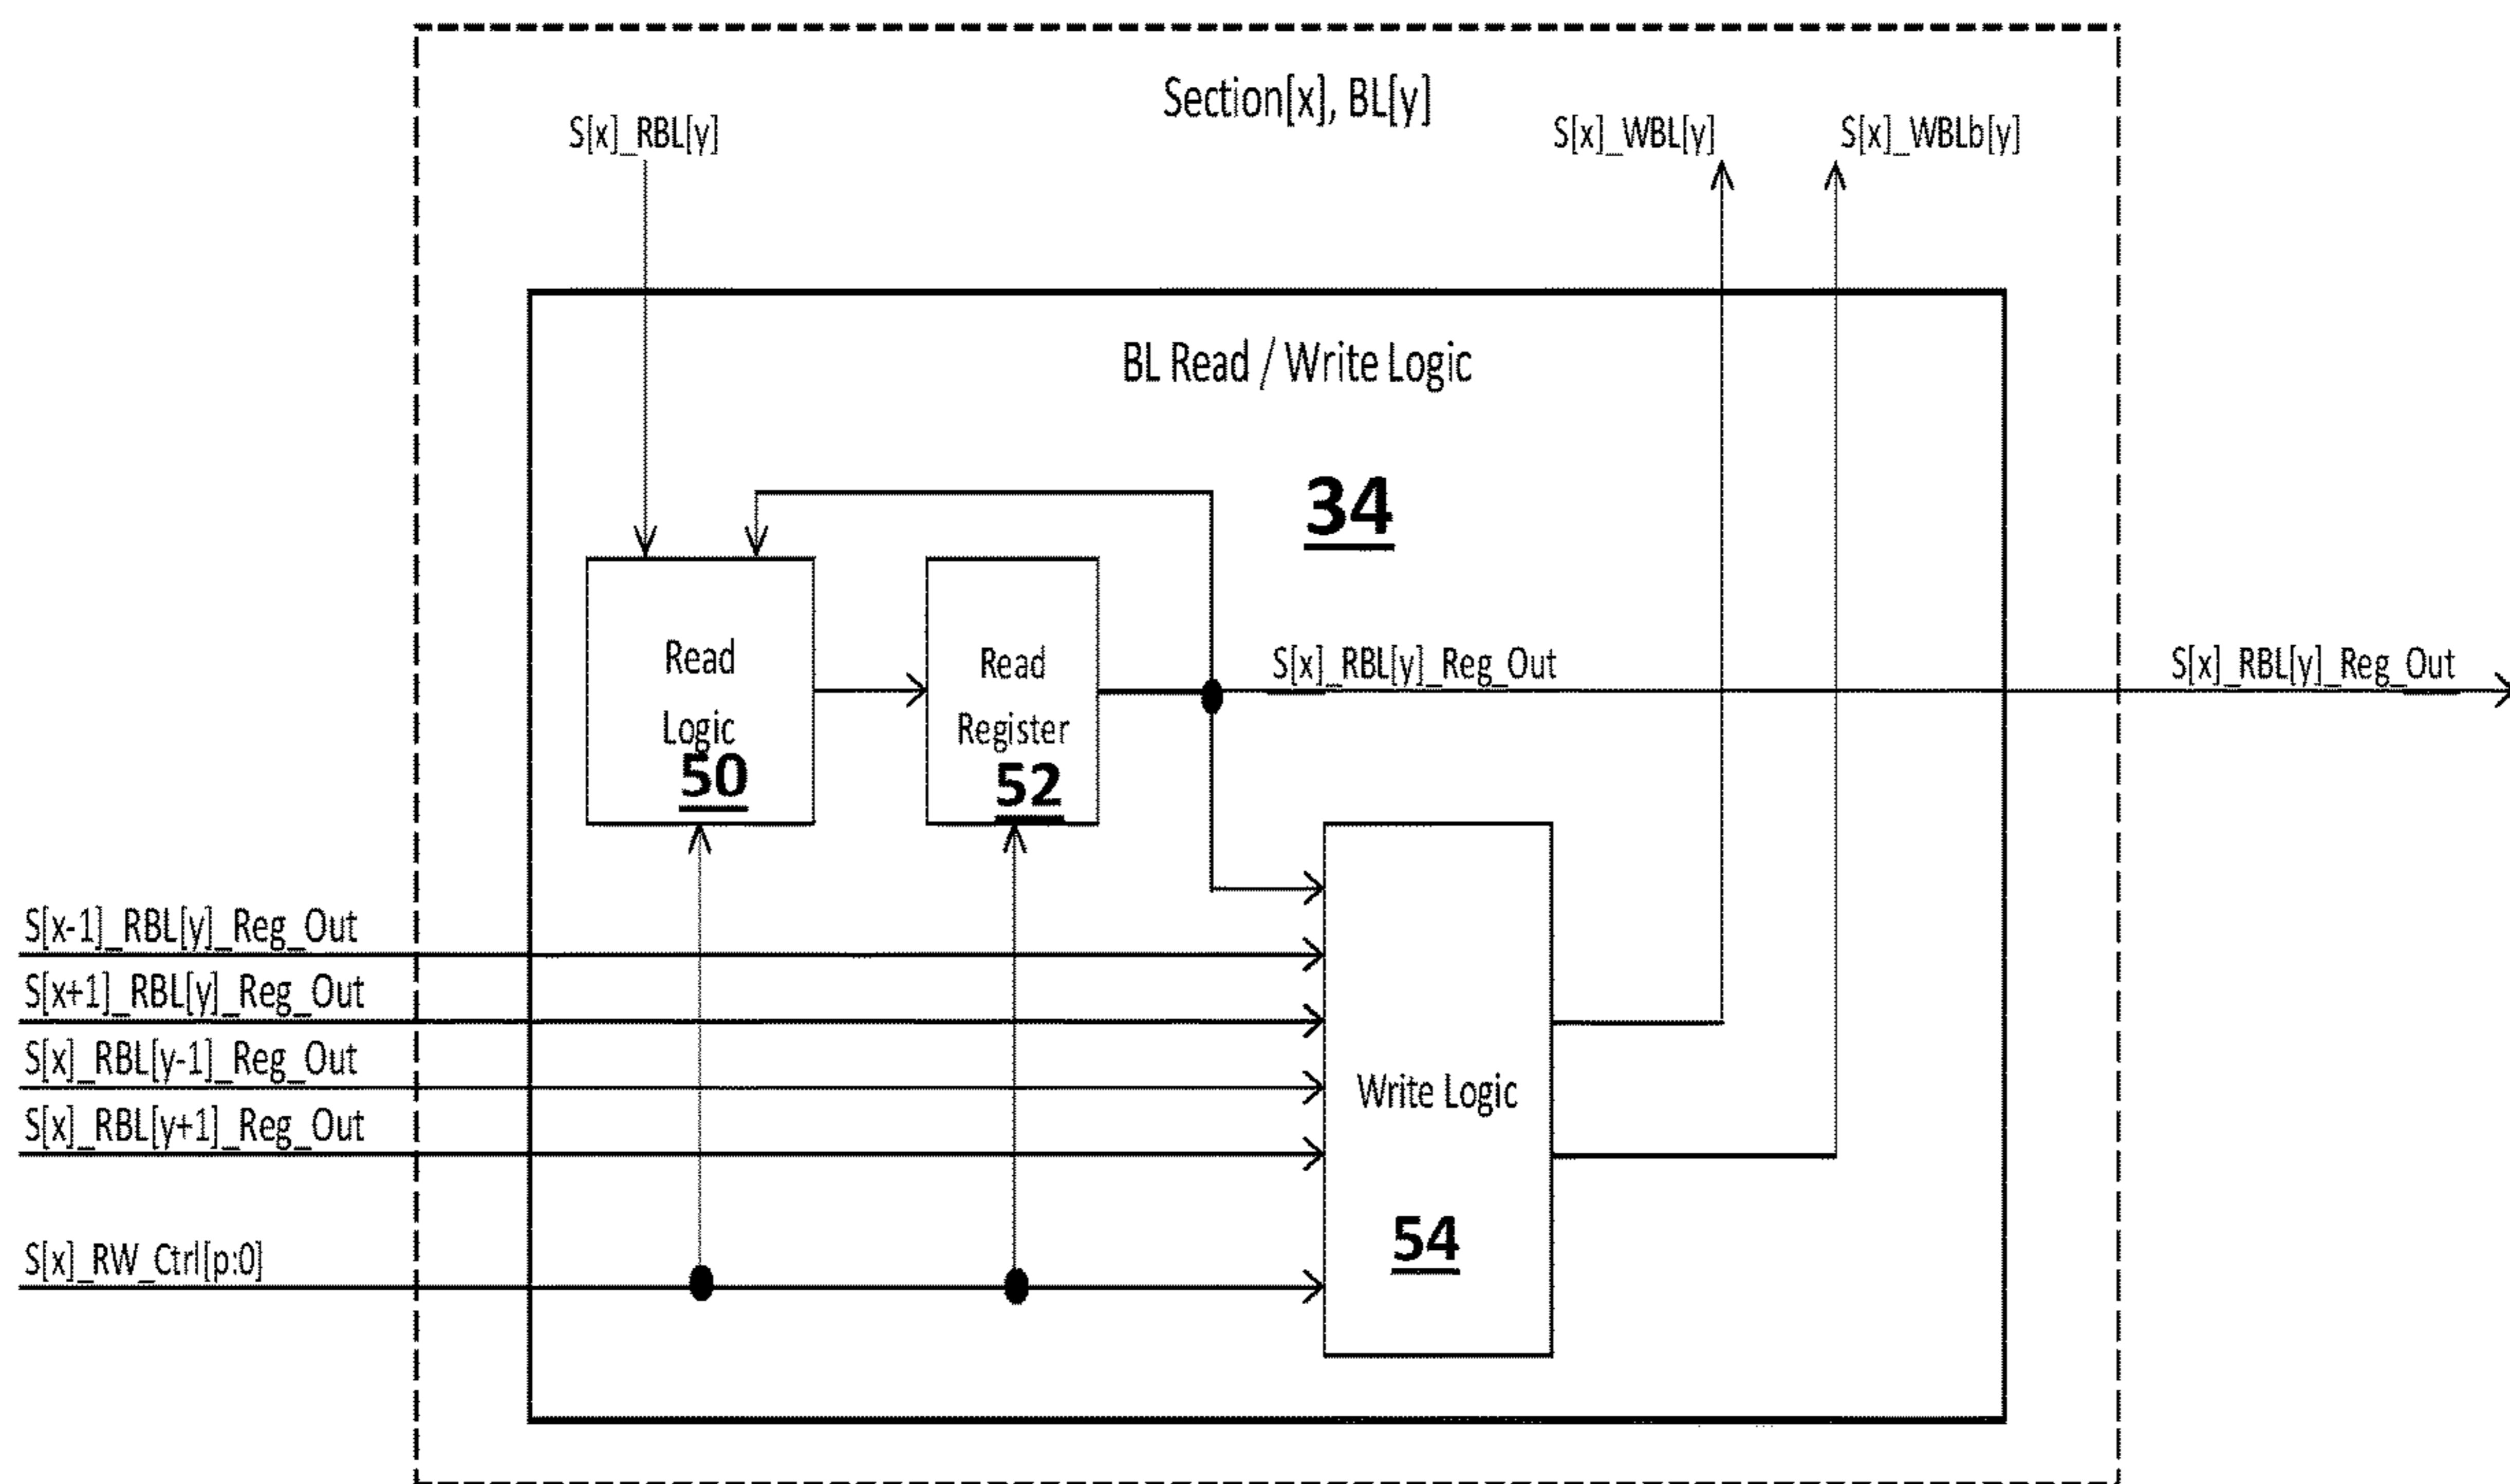 Section[x], BL[y]
S[x]_RBL[y]
S[x]_WBL[y]
S[x]_WBLb[y]
BL Read / Write Logic
34
Read
Logic
50
Read
Register
52
S[x]_RBL[y]_Reg_Out
S[x]_RBL[y]_Reg_Out
S[x-1]_RBL[y]_Reg_Out
S[x+1]_RBL[y]_Reg_Out
S[x]_RBL[y-1]_Reg_Out
S[x]_RBL[y+1]_Reg_Out
Write Logic
54
S[x]_RW_Ctrl[p:0]